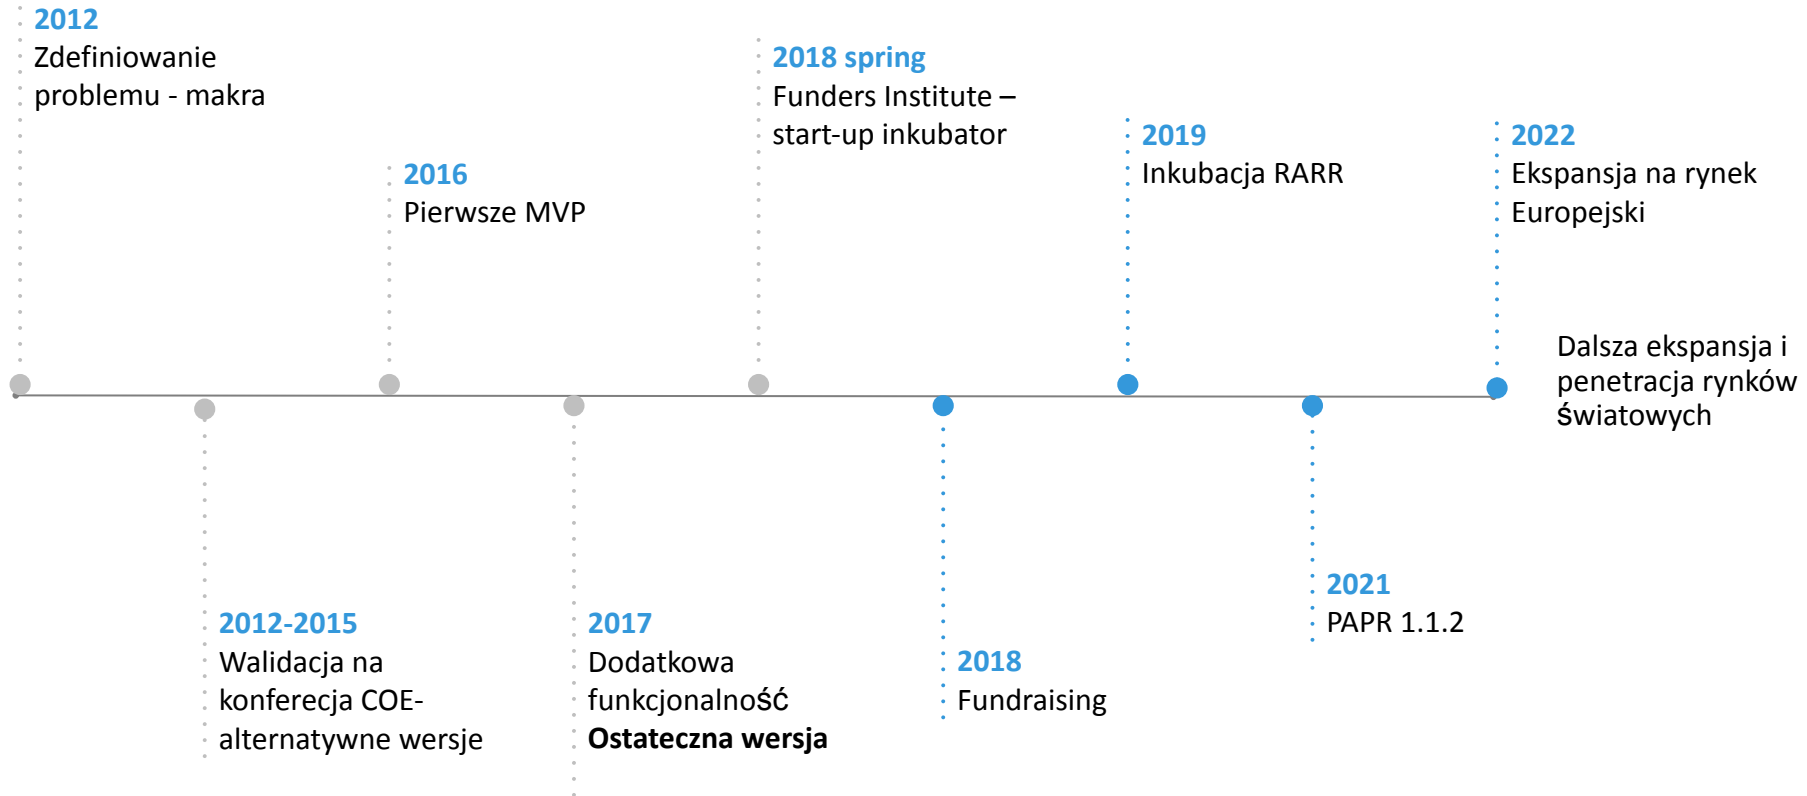 2012
Zdefiniowanie
problemu - makra
2012-2015
Walidacja na
konferecja COE-
alternatywne wersje
2016
Pierwsze MVP
2017
Dodatkowa
funkcjonalność
Ostateczna wersja
2018 spring
Funders Institute –
start-up inkubator
2018
Fundraising
2019
Inkubacja RARR
2021
PAPR 1.1.2
2022
Ekspansja na rynek
Europejski
Dalsza ekspansja i
penetracja rynków
światowych